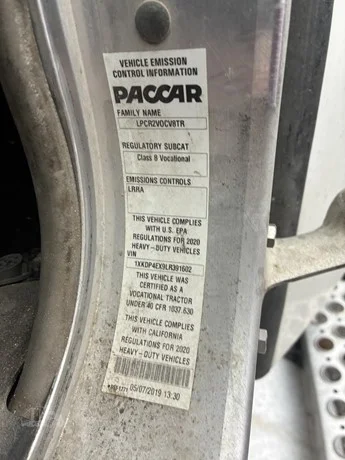 VEHICLE EMISSION
CONTROL INFORMATION
PACCAR
FAMILY NAME
LPCR2VOCV8TR
REGULATORY SUBCAT
Class 8 Vocational
EMISSIONS CONTROLS
LRRA
THIS VEHICLE COMPLIES
WITH U.S. EPA
REGULATIONS FOR 2020
HEAVY-DUTY VEHICLES
VIN
1XKDP4EX9LR391602
THIS VEHICLE WAS
CERTIFIED AS A
VOCATIONAL TRACTOR
UNDER 40 CFR 1037.630
THIS VEHICLE COMPLIES
WITH CALIFORNIA
REGULATIONS FOR 2020
HEAVY-DUTY VEHICLES
05/07/2019 13:30